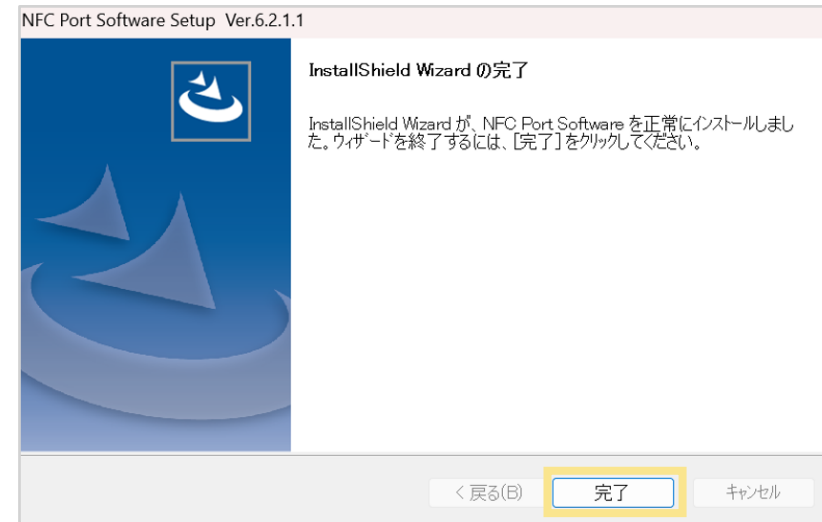 NFC Port Software Setup Ver.6.2.1.1
InstallShield Wizard の完了
InstallShield Wizard が、NFC Port Software を正常にインストールしまし
た。ウィザードを終了するには、[完了]をクリックしてください。
< 戻る(B)
完了
キャンセル